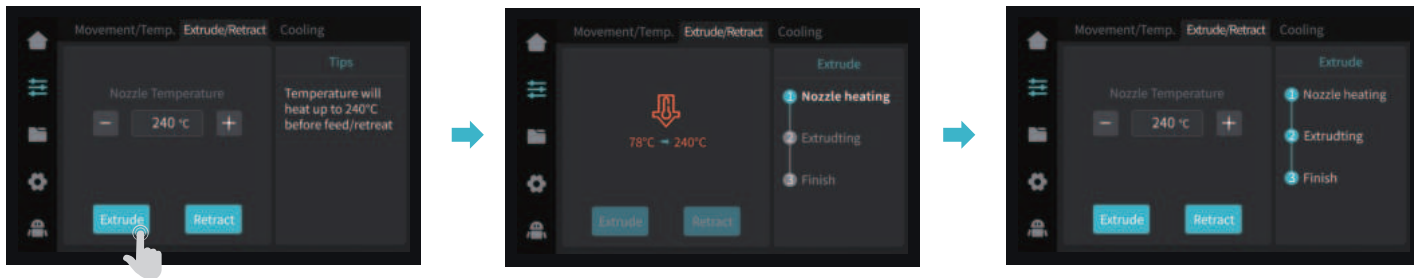 Movement/Temp. Extrude/Retract Cooling
Nozzle Temperature
− 240 °C +
Extrude Retract
Tips
Temperature will
heat up to 240°C
before feed/retreat
Movement/Temp. Extrude/Retract Cooling
78°C → 240°C
Extrude Retract
Extrude
1 Nozzle heating
2 Extrudting
3 Finish
Movement/Temp. Extrude/Retract Cooling
Nozzle Temperature
− 240 °C +
Extrude Retract
Extrude
1 Nozzle heating
2 Extrudting
3 Finish